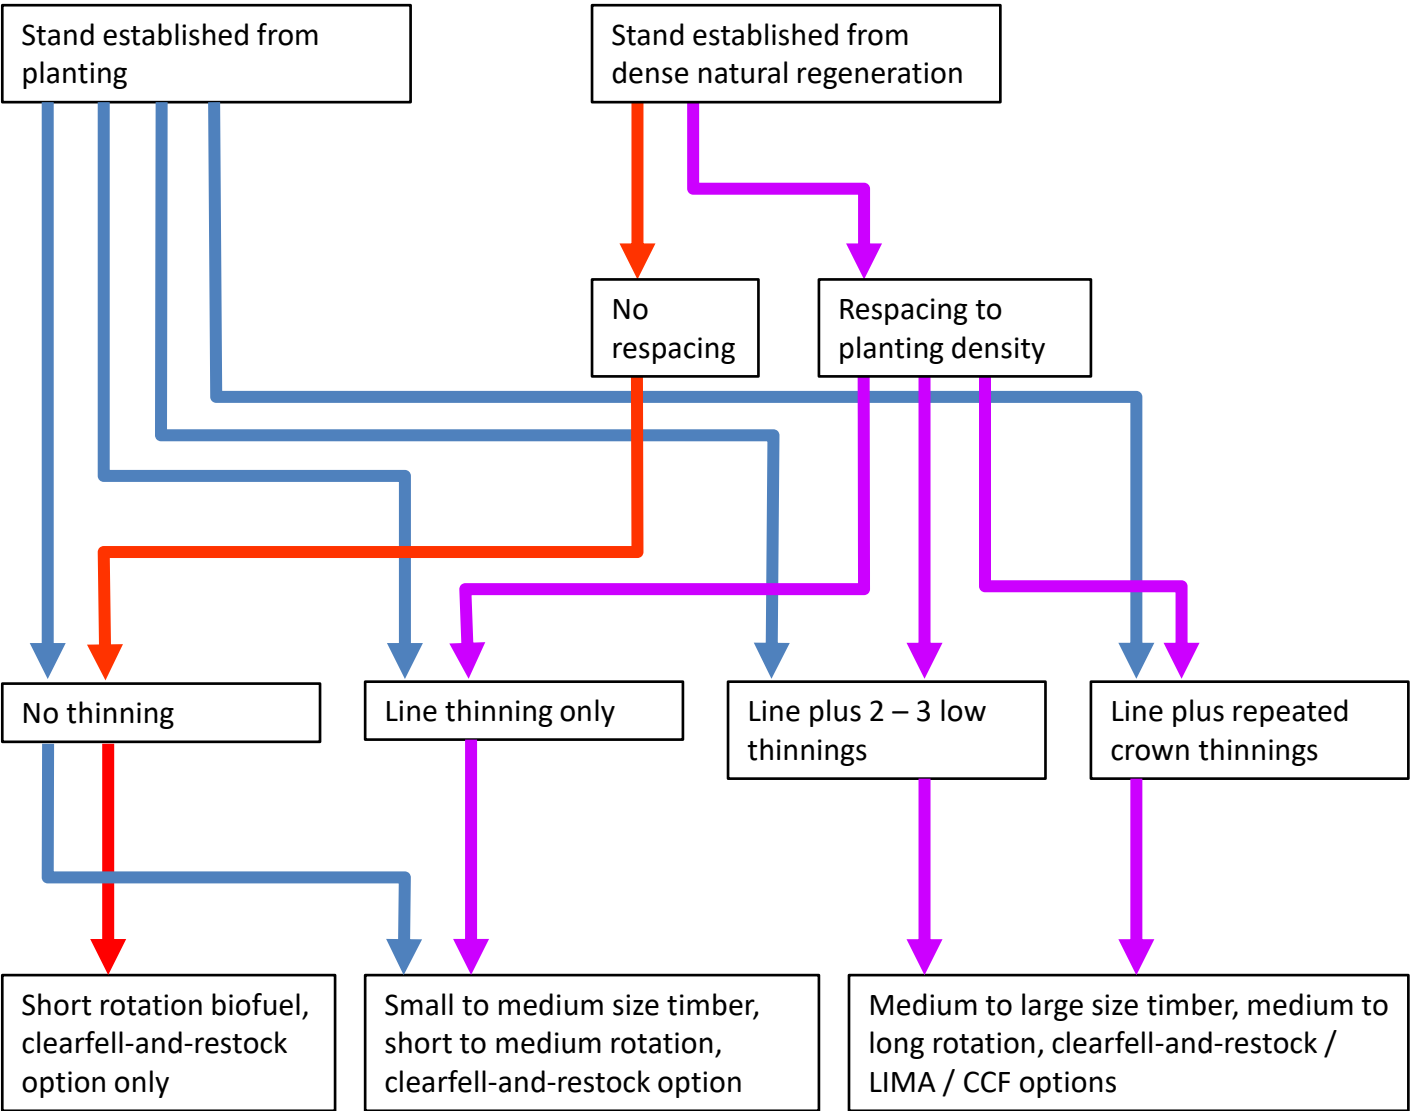 Stand established from
planting
Stand established from
dense natural regeneration
No
respacing
Respacing to
planting density
No thinning
Line thinning only
Line plus 2 – 3 low
thinnings
Line plus repeated
crown thinnings
Short rotation biofuel,
clearfell-and-restock
option only
Small to medium size timber,
short to medium rotation,
clearfell-and-restock option
Medium to large size timber, medium to
long rotation, clearfell-and-restock /
LIMA / CCF options